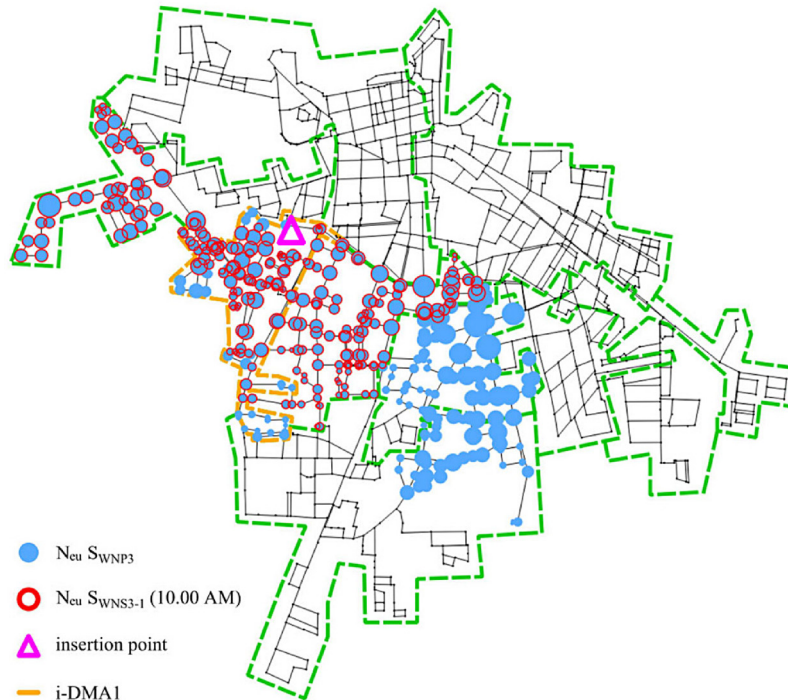 Neu SWNP3
Neu SWNS3-1 (10.00 AM)
insertion point
i-DMA1